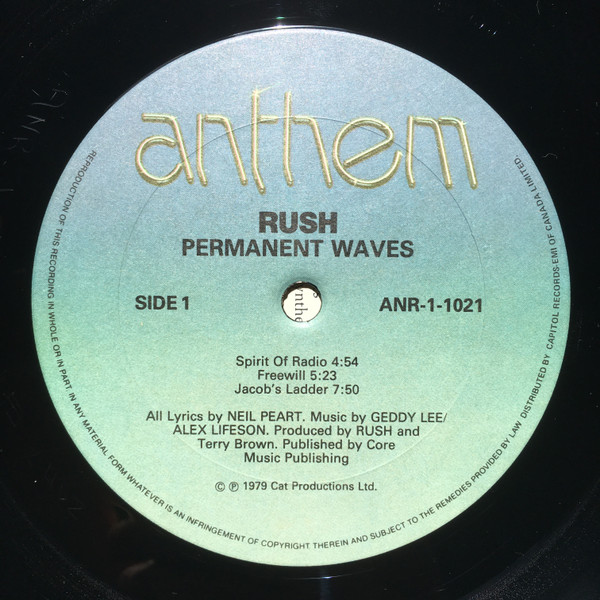 anthem
RUSH
PERMANENT WAVES
SIDE 1
ANR-1-1021
Spirit Of Radio 4:54
Freewill 5:23
Jacob's Ladder 7:50
All Lyrics by NEIL PEART. Music by GEDDY LEE/
ALEX LIFESON. Produced by RUSH and
Terry Brown. Published by Core
Music Publishing
© ℗ 1979 Cat Productions Ltd.
REPRODUCTION OF THIS RECORDING IN WHOLE OR IN PART, IN ANY MATERIAL FORM WHATEVER IS AN INFRINGEMENT OF COPYRIGHT THEREIN AND SUBJECT TO THE REMEDIES PROVIDED BY LAW DISTRIBUTED BY CAPITOL RECORDS-EMI OF CANADA LIMITED